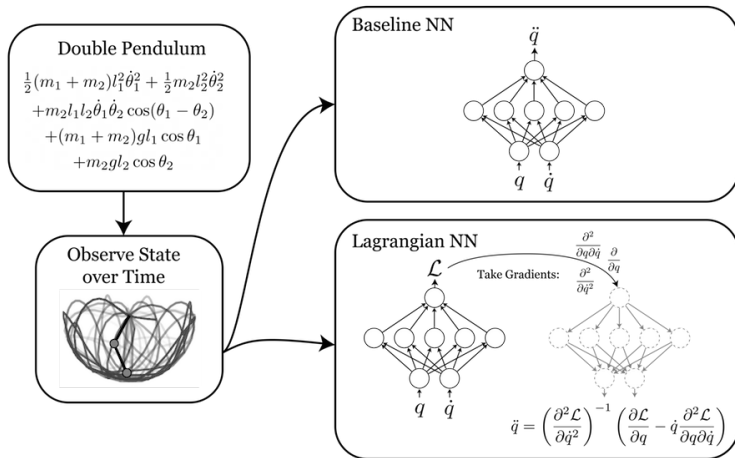 Double Pendulum
½(m₁ + m₂)l₁²θ̇₁² + ½m₂l₂²θ̇₂²
+m₂l₁l₂θ̇₁θ̇₂ cos(θ₁ − θ₂)
+(m₁ + m₂)gl₁ cos θ₁
+m₂gl₂ cos θ₂
Observe State
over Time
Baseline NN
q̈
q q̇
Lagrangian NN
ℒ
Take Gradients:
∂²/∂q∂q̇ ∂/∂q
∂²/∂q̇²
q q̇
q̈ = (∂²ℒ/∂q̇²)⁻¹ (∂ℒ/∂q − q̇ ∂²ℒ/∂q∂q̇)